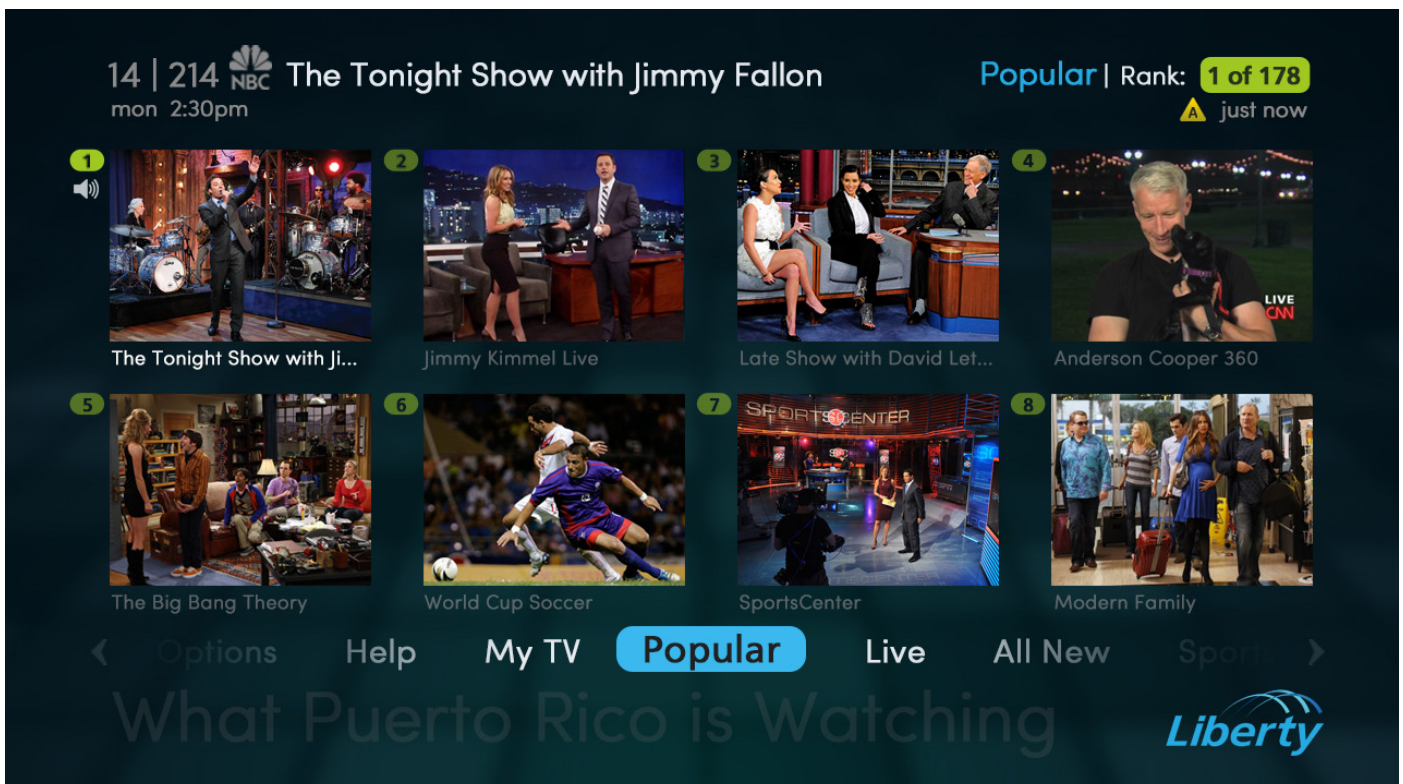 14 | 214 NBC The Tonight Show with Jimmy Fallon
Popular | Rank: 1 of 178
mon 2:30pm
A just now
1
2
3
4
LIVE
CNN
The Tonight Show with Ji...
Jimmy Kimmel Live
Late Show with David Let...
Anderson Cooper 360
5
6
7
8
SPORTSCENTER
The Big Bang Theory
World Cup Soccer
SportsCenter
Modern Family
Options Help My TV Popular Live All New Sports
What Puerto Rico is Watching
Liberty